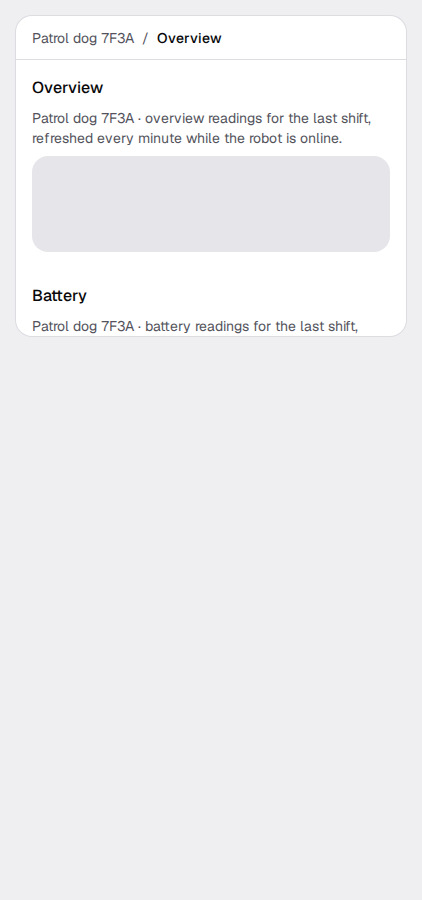 Patrol dog 7F3A / Overview
Overview
Patrol dog 7F3A · overview readings for the last shift,
refreshed every minute while the robot is online.
Battery
Patrol dog 7F3A · battery readings for the last shift,